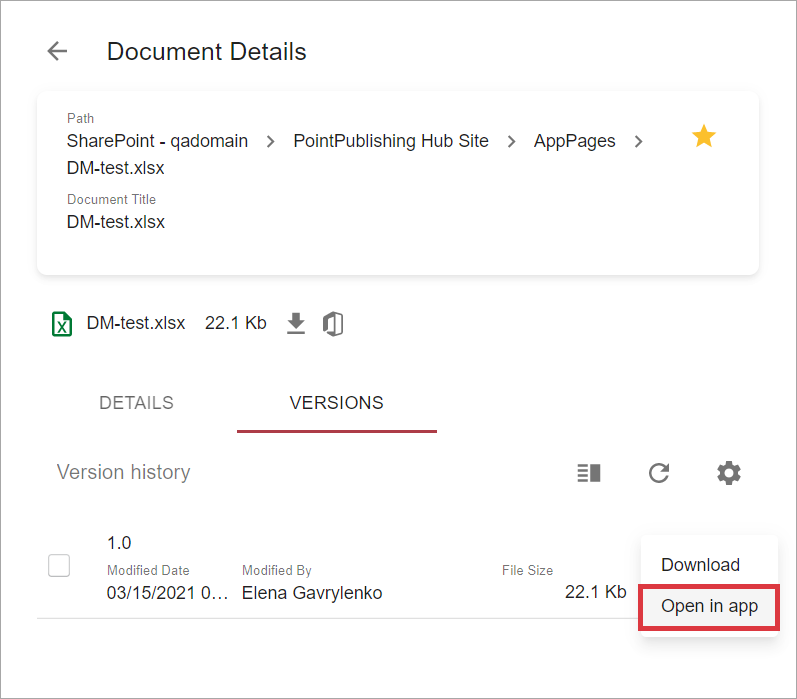 Document Details
Path
SharePoint - qadomain > PointPublishing Hub Site > AppPages >
DM-test.xlsx
Document Title
DM-test.xlsx
DM-test.xlsx 22.1 Kb
DETAILS VERSIONS
Version history
1.0
Modified Date Modified By File Size
03/15/2021 0... Elena Gavrylenko 22.1 Kb
Download
Open in app